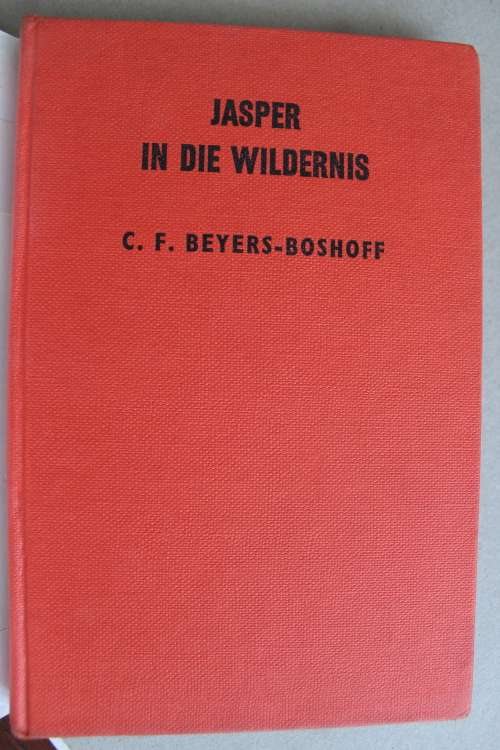 JASPER
IN DIE WILDERNIS
C. F. BEYERS-BOSHOFF